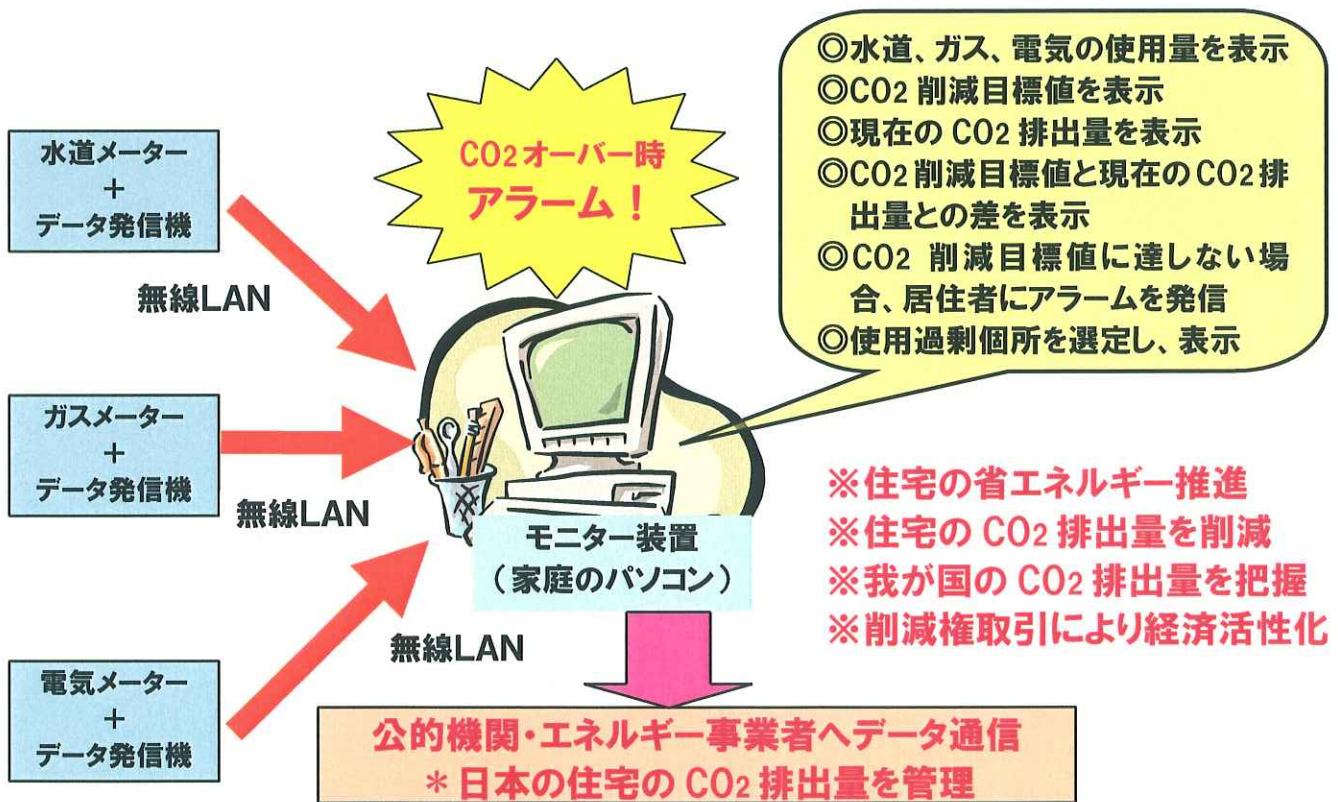 水道メーター
+
データ発信機
無線LAN
ガスメーター
+
データ発信機
無線LAN
電気メーター
+
データ発信機
無線LAN
CO2オーバー時
アラーム！
モニター装置
（家庭のパソコン）
◎水道、ガス、電気の使用量を表示
◎CO2 削減目標値を表示
◎現在の CO2 排出量を表示
◎CO2 削減目標値と現在の CO2 排
出量との差を表示
◎CO2 削減目標値に達しない場
合、居住者にアラームを発信
◎使用過剰個所を選定し、表示
※住宅の省エネルギー推進
※住宅の CO2 排出量を削減
※我が国の CO2 排出量を把握
※削減権取引により経済活性化
公的機関・エネルギー事業者へデータ通信
＊日本の住宅の CO2 排出量を管理